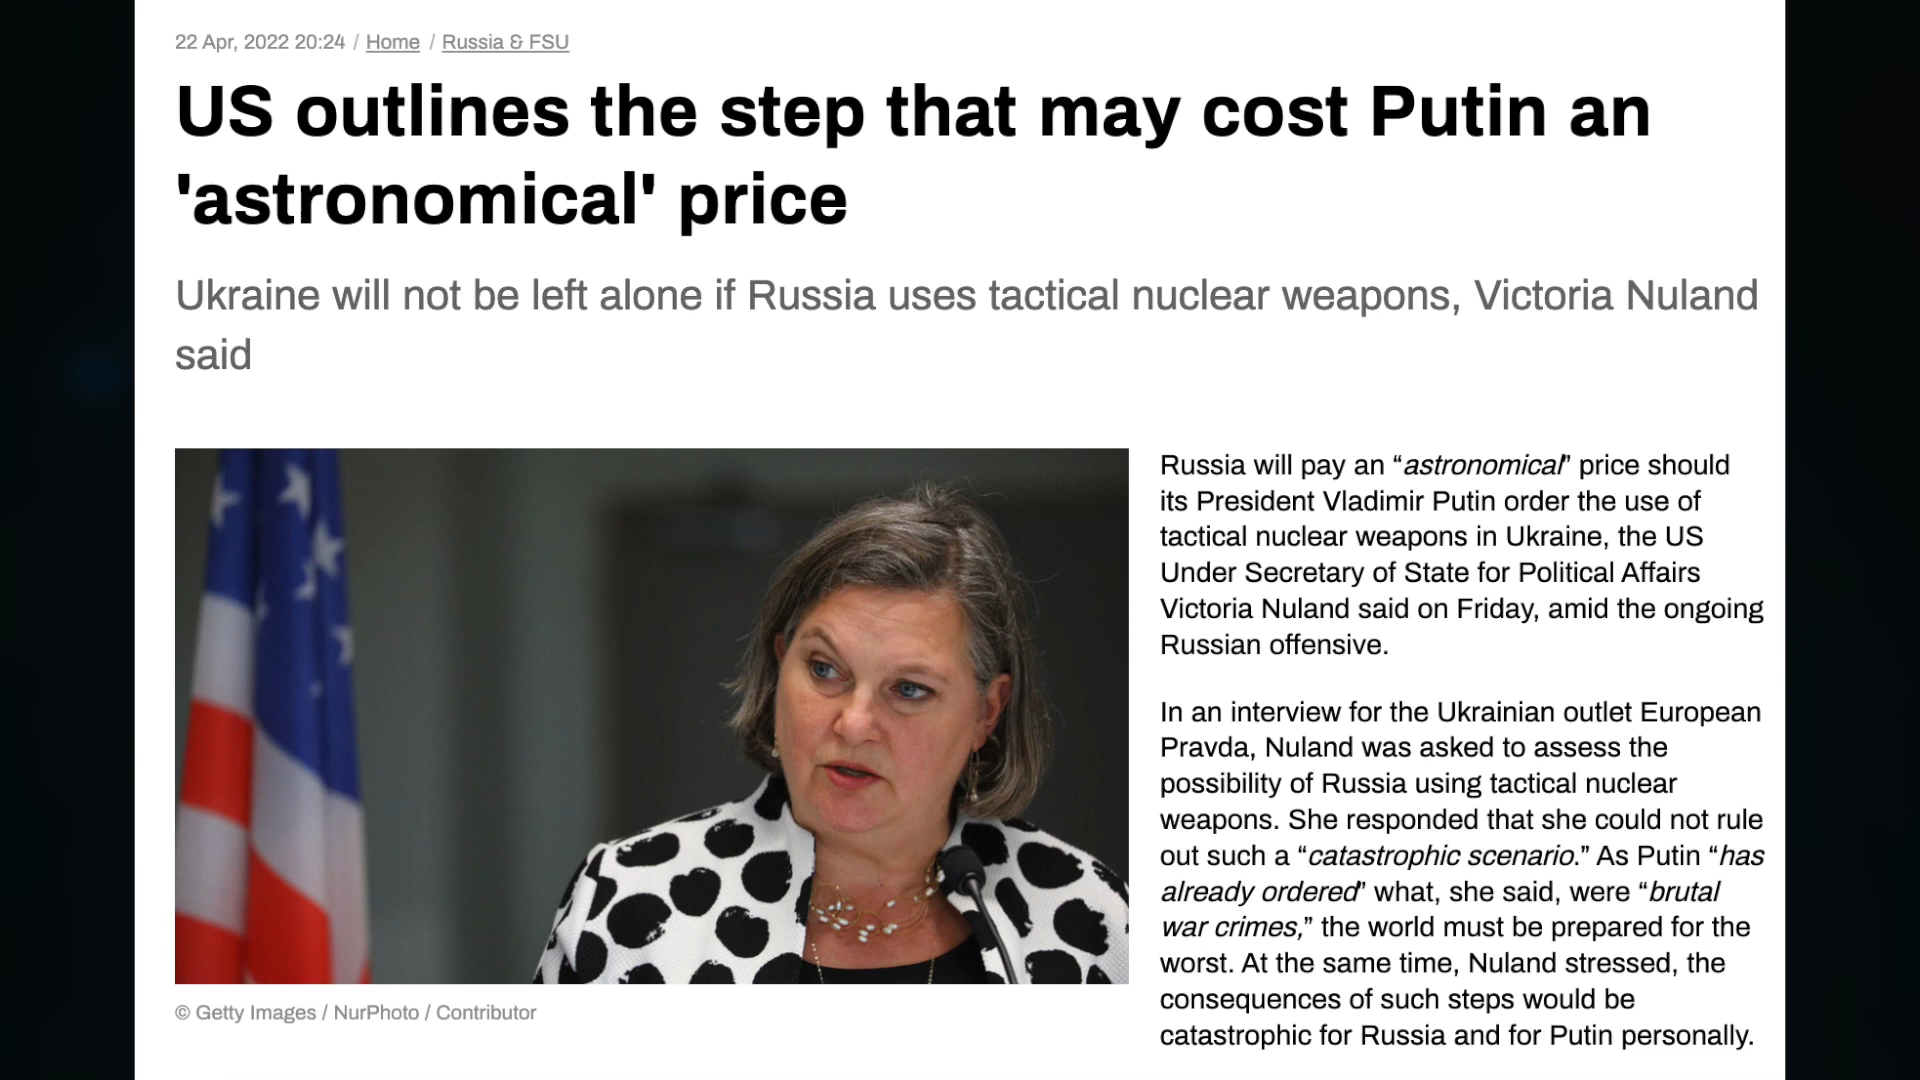 22 Apr, 2022 20:24 / Home / Russia & FSU
US outlines the step that may cost Putin an
'astronomical' price
Ukraine will not be left alone if Russia uses tactical nuclear weapons, Victoria Nuland
said
Russia will pay an “astronomical” price should
its President Vladimir Putin order the use of
tactical nuclear weapons in Ukraine, the US
Under Secretary of State for Political Affairs
Victoria Nuland said on Friday, amid the ongoing
Russian offensive.
In an interview for the Ukrainian outlet European
Pravda, Nuland was asked to assess the
possibility of Russia using tactical nuclear
weapons. She responded that she could not rule
out such a “catastrophic scenario.” As Putin “has
already ordered” what, she said, were “brutal
war crimes,” the world must be prepared for the
worst. At the same time, Nuland stressed, the
consequences of such steps would be
catastrophic for Russia and for Putin personally.
© Getty Images / NurPhoto / Contributor